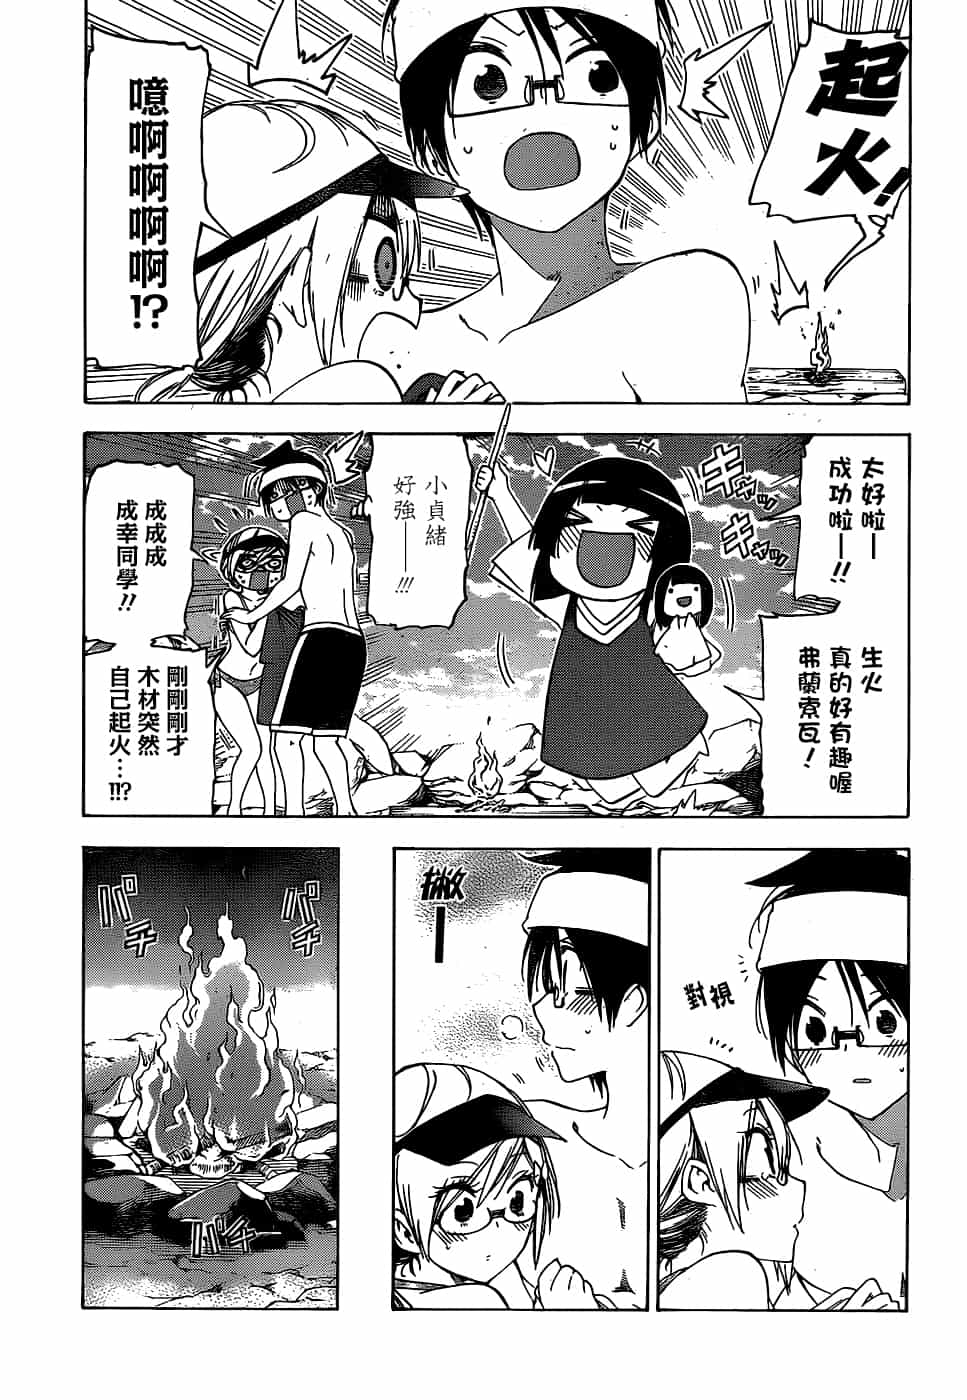 起火！
噫啊啊啊啊!?
太好啦—
成功啦—!!
生火
真的好有趣喔
弗蘭索瓦！
キャッ
キャッ
小貞緒
好強——!!!
成成成
成幸同學!!
剛剛剛才
木材突然
自己起火…!!?
對視
撇—
パチ
パチ
パチ
パチ